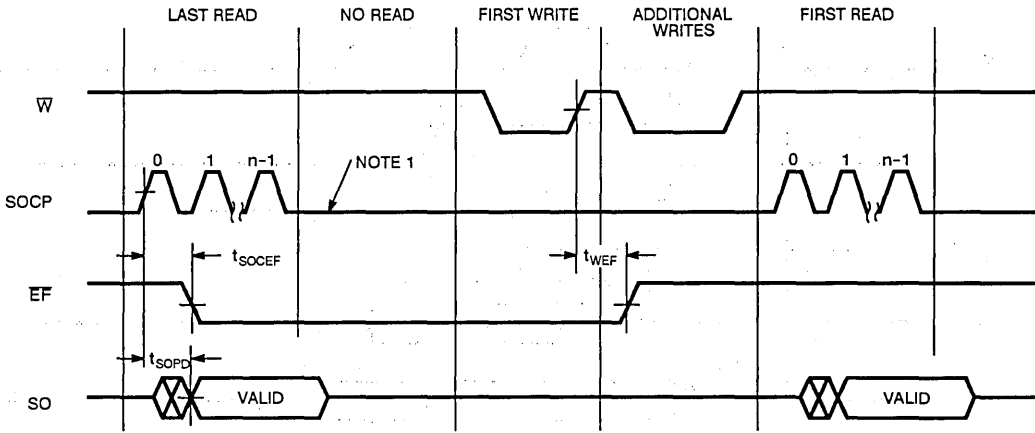 LAST READ NO READ FIRST WRITE ADDITIONAL WRITES FIRST READ
W
0 1 n-1 NOTE 1 0 1 n-1
SOCP
tSOCEF tWEF
EF
tSOPD
SO VALID VALID